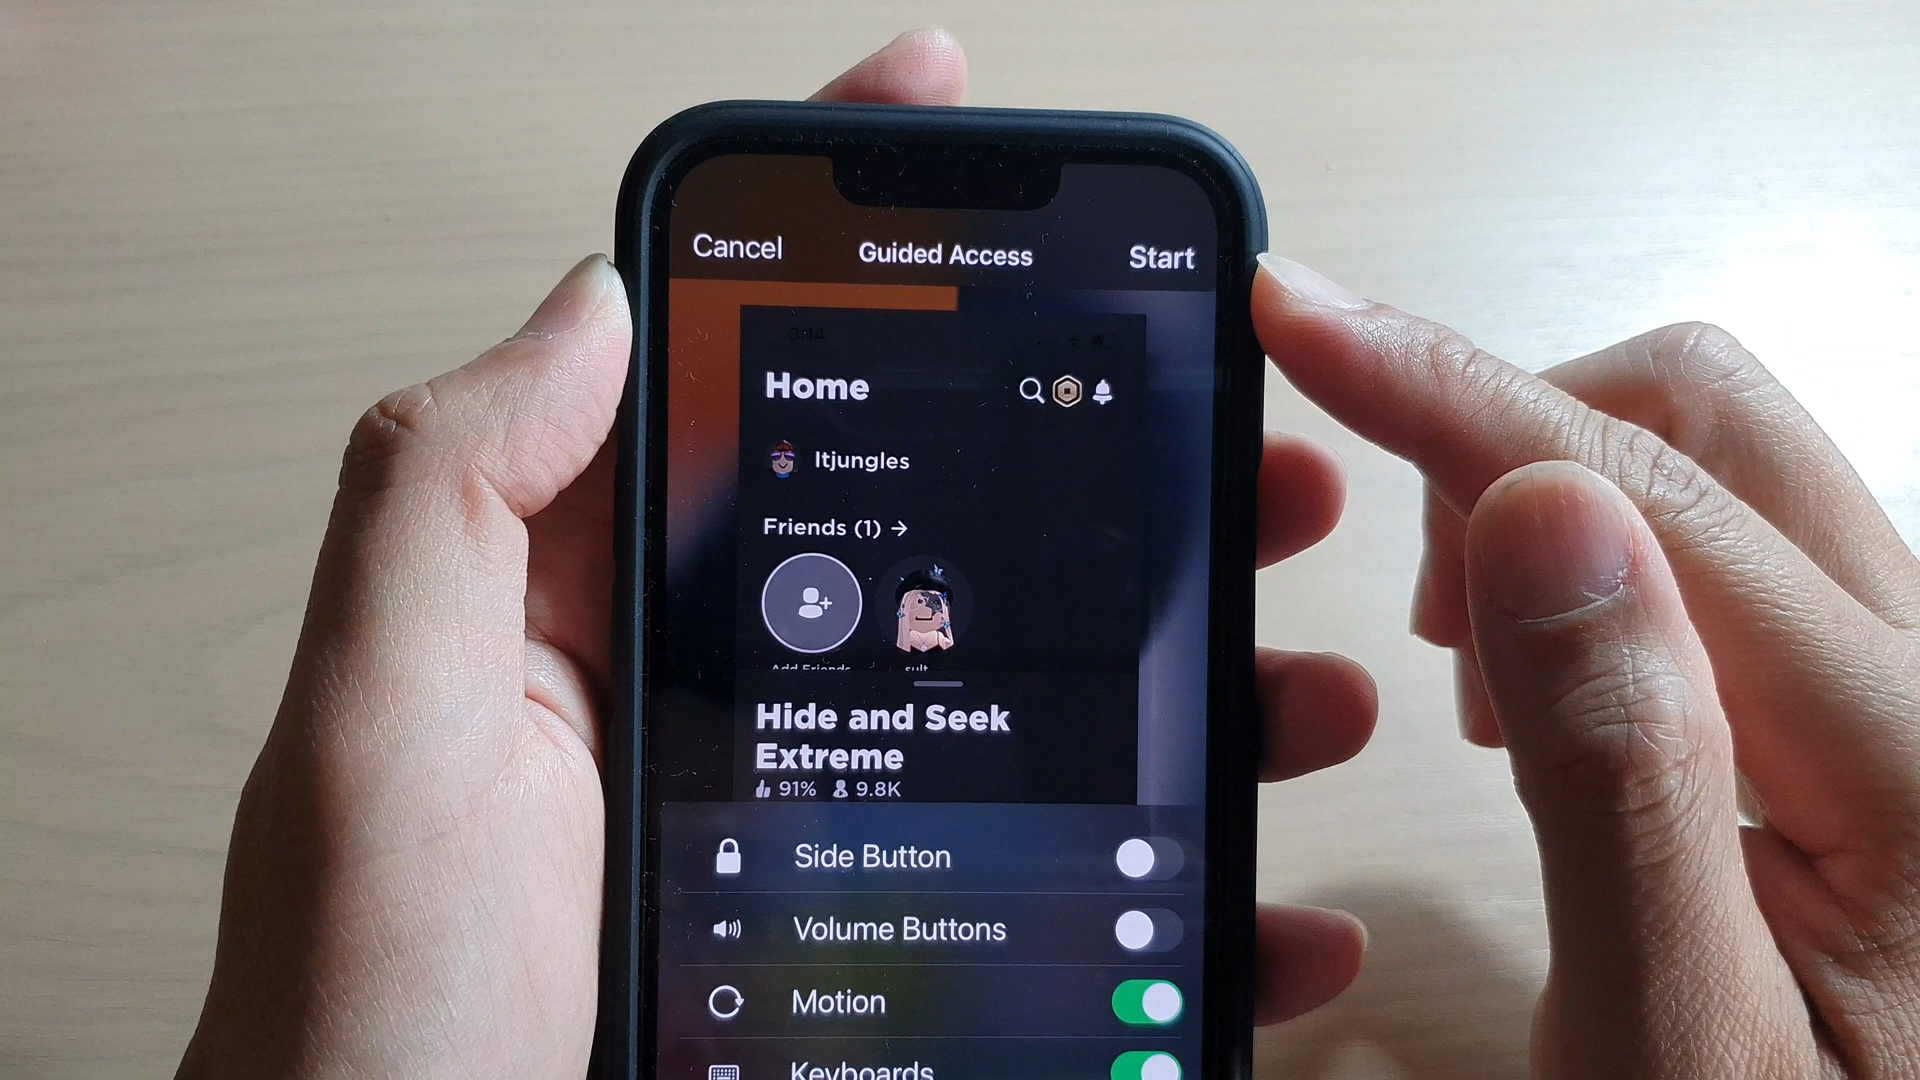 Cancel Guided Access Start
3:14
Home
Itjungles
Friends (1) →
Add Friends sult
Hide and Seek
Extreme
91% 9.8K
Side Button
Volume Buttons
Motion
Keyboards